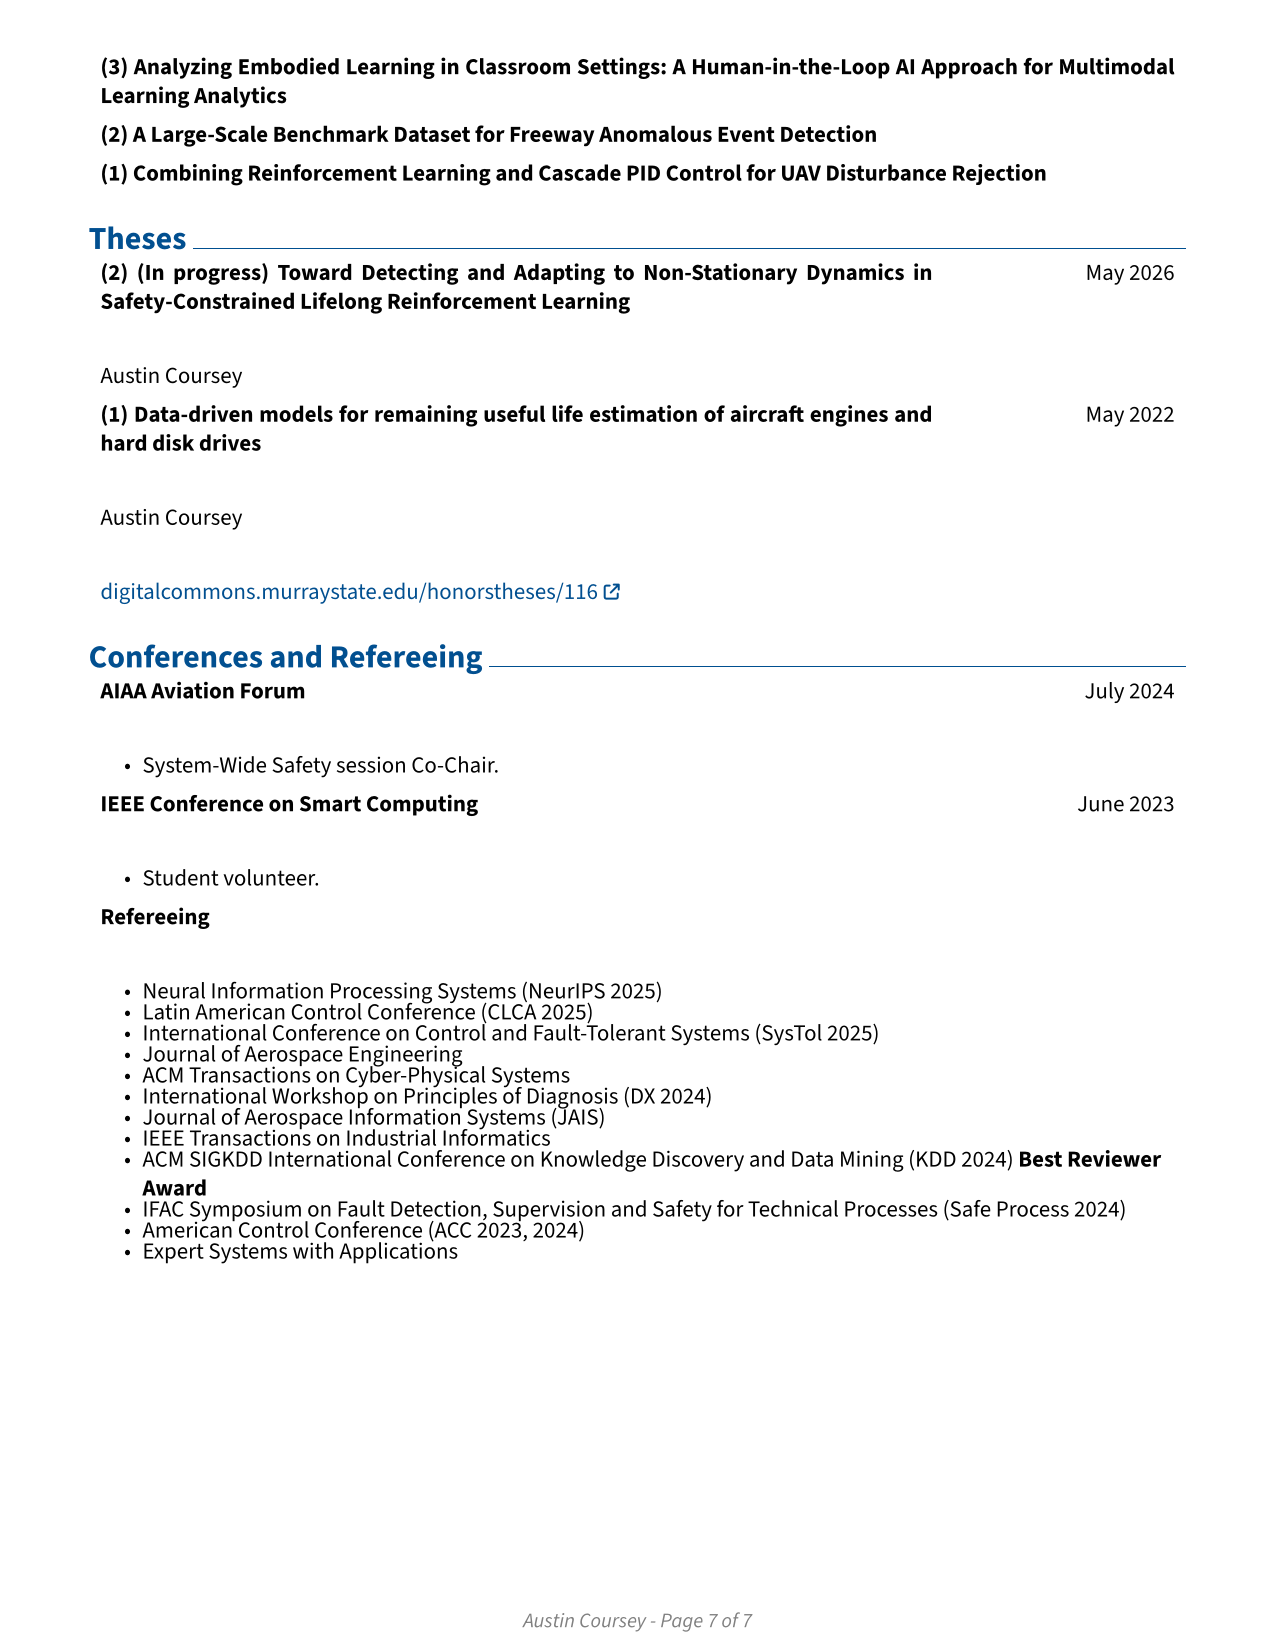 (3) Analyzing Embodied Learning in Classroom Settings: A Human-in-the-Loop AI Approach for Multimodal
Learning Analytics
(2) A Large-Scale Benchmark Dataset for Freeway Anomalous Event Detection
(1) Combining Reinforcement Learning and Cascade PID Control for UAV Disturbance Rejection
Theses
(2) (In progress) Toward Detecting and Adapting to Non-Stationary Dynamics in May 2026
Safety-Constrained Lifelong Reinforcement Learning
Austin Coursey
(1) Data-driven models for remaining useful life estimation of aircraft engines and May 2022
hard disk drives
Austin Coursey
digitalcommons.murraystate.edu/honorstheses/116
Conferences and Refereeing
AIAA Aviation Forum July 2024
• System-Wide Safety session Co-Chair.
IEEE Conference on Smart Computing June 2023
• Student volunteer.
Refereeing
• Neural Information Processing Systems (NeurIPS 2025)
• Latin American Control Conference (CLCA 2025)
• International Conference on Control and Fault-Tolerant Systems (SysTol 2025)
• Journal of Aerospace Engineering
• ACM Transactions on Cyber-Physical Systems
• International Workshop on Principles of Diagnosis (DX 2024)
• Journal of Aerospace Information Systems (JAIS)
• IEEE Transactions on Industrial Informatics
• ACM SIGKDD International Conference on Knowledge Discovery and Data Mining (KDD 2024) Best Reviewer
Award
• IFAC Symposium on Fault Detection, Supervision and Safety for Technical Processes (Safe Process 2024)
• American Control Conference (ACC 2023, 2024)
• Expert Systems with Applications
Austin Coursey - Page 7 of 7